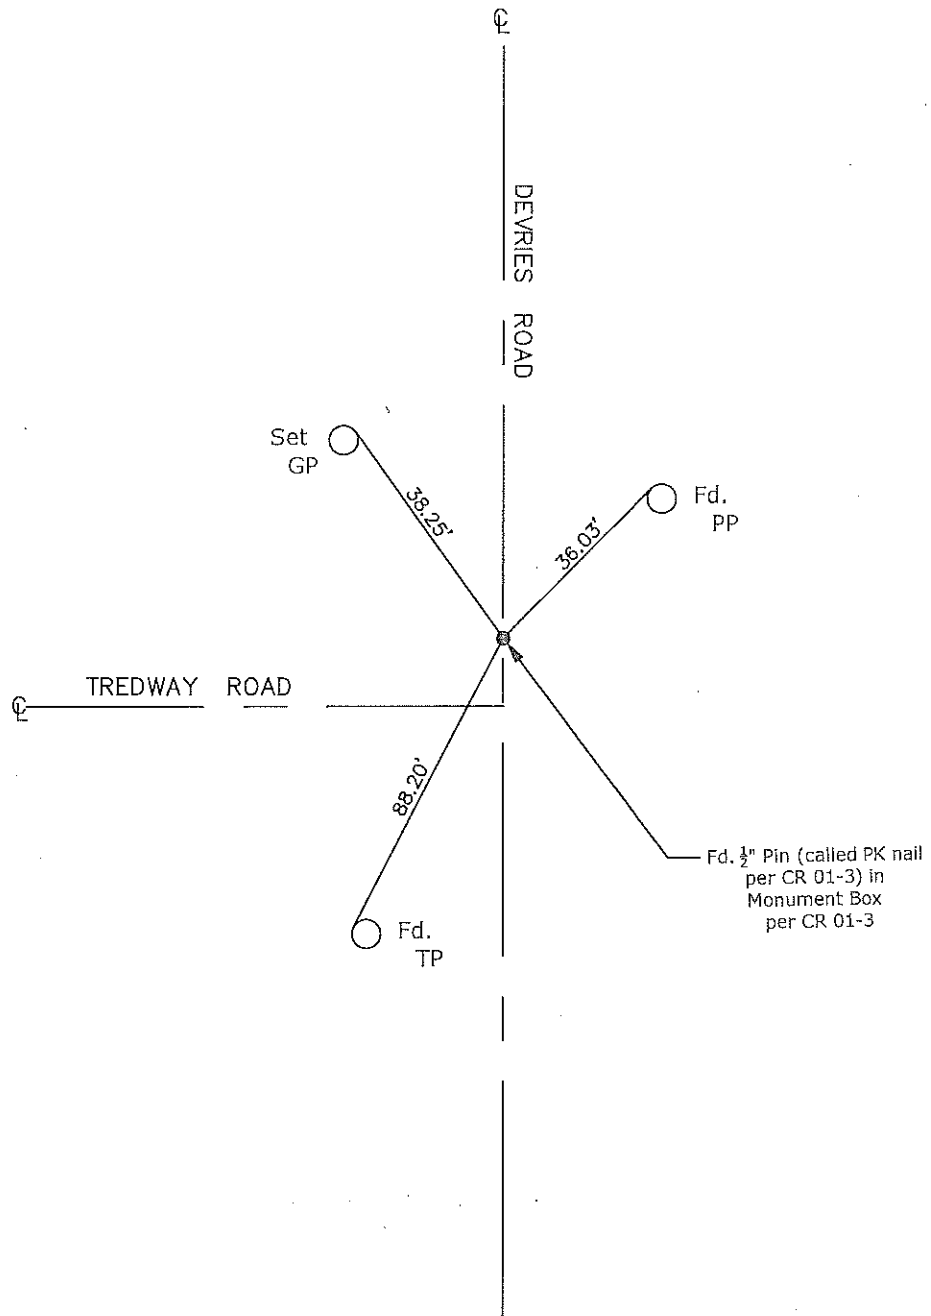 ℄
DEVRIES ROAD
Set
GP
38.25'
Fd.
PP
36.03'
℄ TREDWAY ROAD
88.20'
Fd. ½" Pin (called PK nail
per CR 01-3) in
Monument Box
per CR 01-3
Fd.
TP